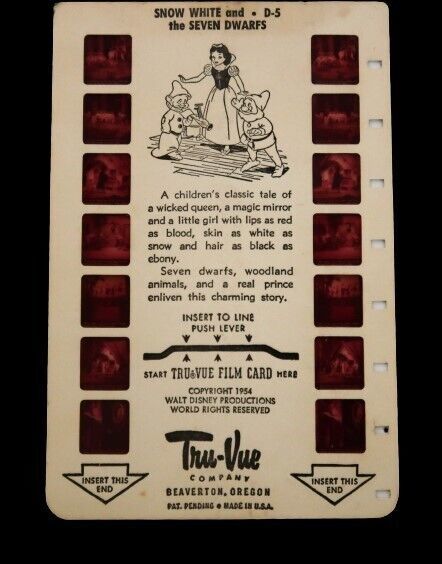 SNOW WHITE and • D-5
the SEVEN DWARFS
A children's classic tale of
a wicked queen, a magic mirror
and a little girl with lips as red
as blood, skin as white as
snow and hair as black as
ebony.
Seven dwarfs, woodland
animals, and a real prince
enliven this charming story.
INSERT TO LINE
PUSH LEVER
START TRU-VUE FILM CARD HERE
COPYRIGHT 1954
WALT DISNEY PRODUCTIONS
WORLD RIGHTS RESERVED
Tru-Vue
COMPANY
BEAVERTON, OREGON
PAT. PENDING • MADE IN U.S.A.
INSERT THIS
END
INSERT THIS
END